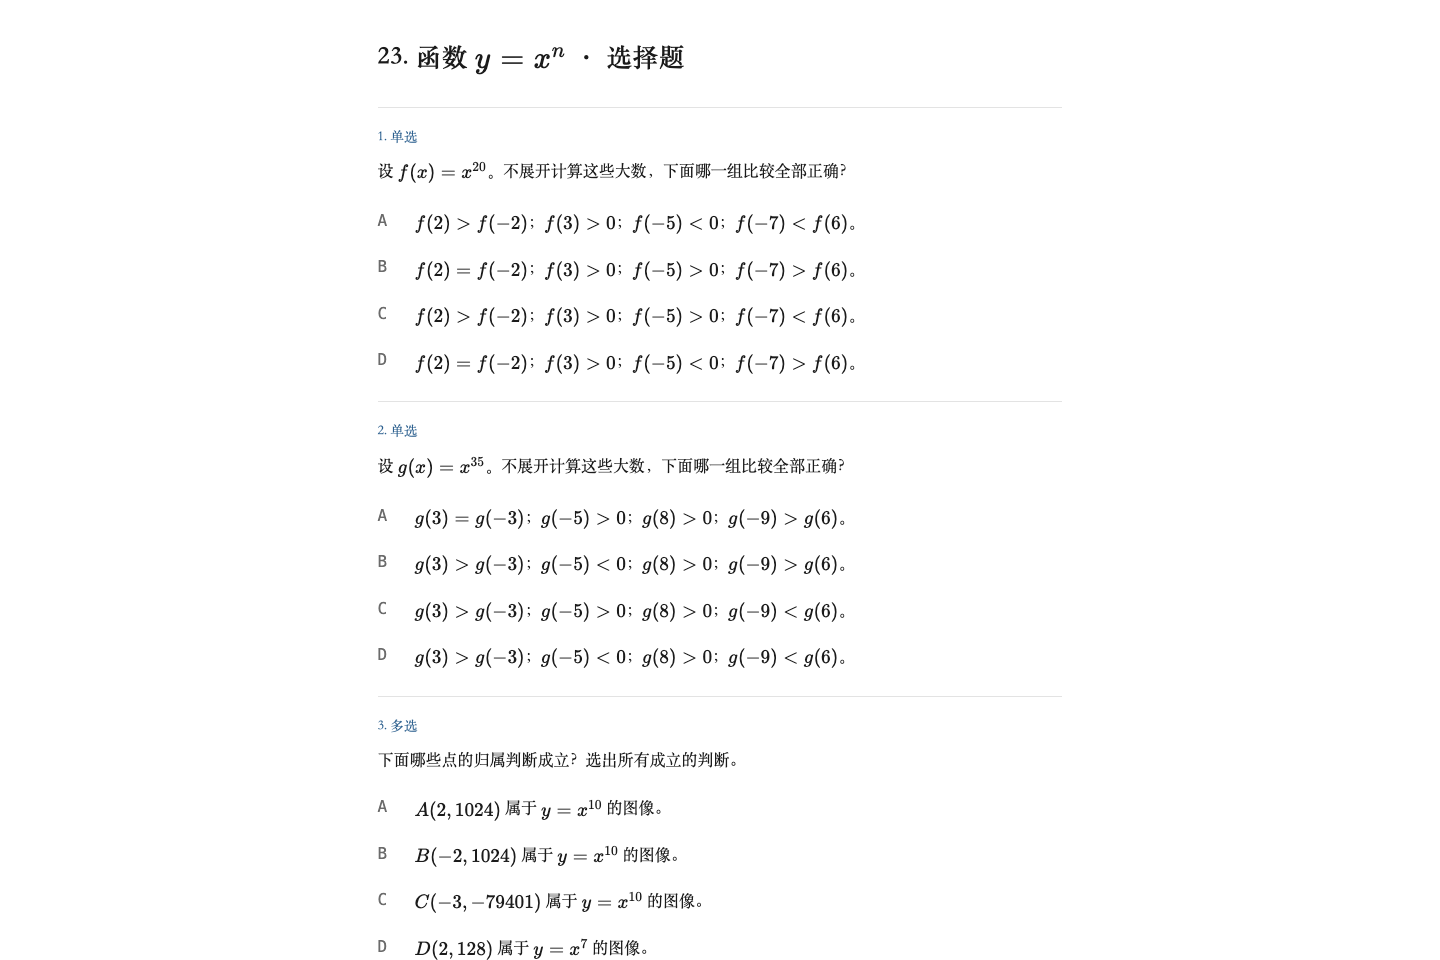 23. 函数 y = xⁿ · 选择题
1. 单选
设 f(x) = x²⁰。不展开计算这些大数，下面哪一组比较全部正确？
A f(2) > f(−2)；f(3) > 0；f(−5) < 0；f(−7) < f(6)。
B f(2) = f(−2)；f(3) > 0；f(−5) > 0；f(−7) > f(6)。
C f(2) > f(−2)；f(3) > 0；f(−5) > 0；f(−7) < f(6)。
D f(2) = f(−2)；f(3) > 0；f(−5) < 0；f(−7) > f(6)。
2. 单选
设 g(x) = x³⁵。不展开计算这些大数，下面哪一组比较全部正确？
A g(3) = g(−3)；g(−5) > 0；g(8) > 0；g(−9) > g(6)。
B g(3) > g(−3)；g(−5) < 0；g(8) > 0；g(−9) > g(6)。
C g(3) > g(−3)；g(−5) > 0；g(8) > 0；g(−9) < g(6)。
D g(3) > g(−3)；g(−5) < 0；g(8) > 0；g(−9) < g(6)。
3. 多选
下面哪些点的归属判断成立？选出所有成立的判断。
A A(2, 1024) 属于 y = x¹⁰ 的图像。
B B(−2, 1024) 属于 y = x¹⁰ 的图像。
C C(−3, −79401) 属于 y = x¹⁰ 的图像。
D D(2, 128) 属于 y = x⁷ 的图像。